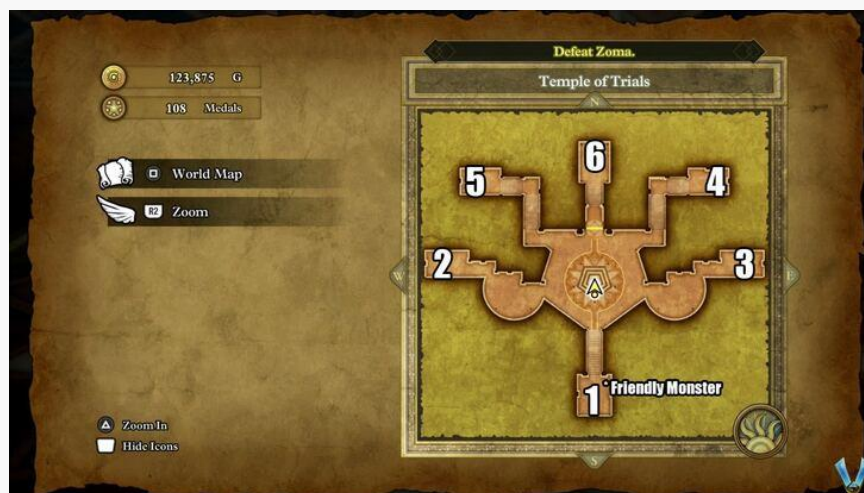 Defeat Zoma.
Temple of Trials
123,875 G
108 Medals
World Map
R2 Zoom
N
W
E
S
5
6
4
2
3
1
Friendly Monster
Zoom In
Hide Icons